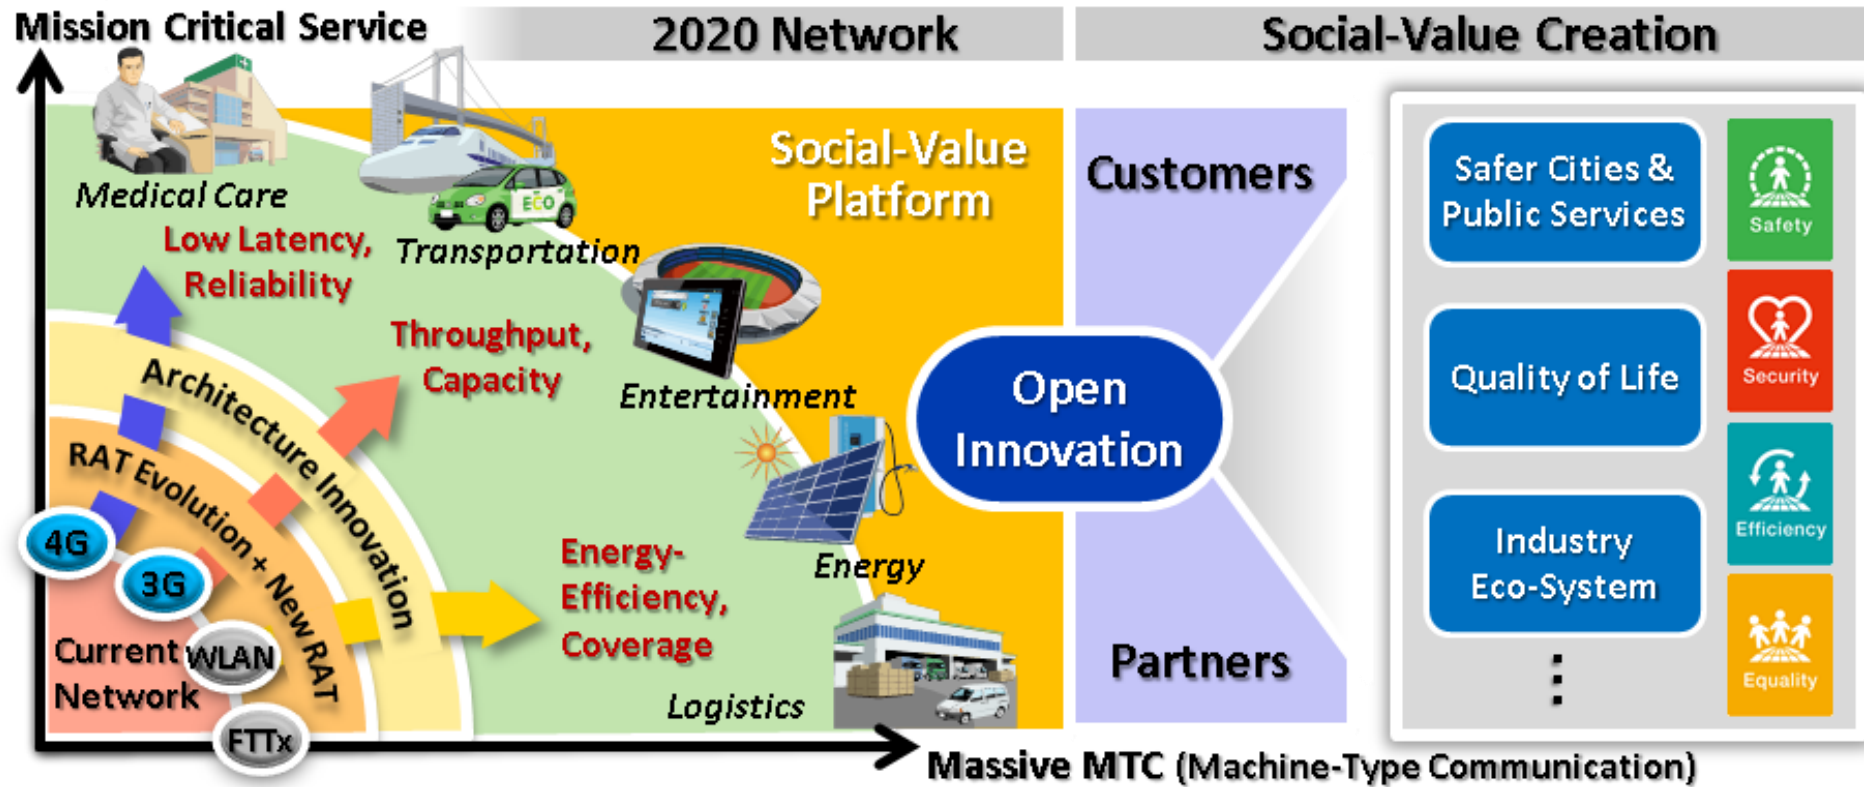 Mission Critical Service
2020 Network
Social-Value Creation
Medical Care
Low Latency,
Reliability
Transportation
Throughput,
Capacity
Entertainment
Energy-
Efficiency,
Coverage
Energy
Logistics
ECO
Social-Value
Platform
Architecture Innovation
RAT Evolution + New RAT
4G
3G
WLAN
FTTx
Current
Network
Open
Innovation
Customers
Partners
Safer Cities &
Public Services
Quality of Life
Industry
Eco-System
⋮
Safety
Security
Efficiency
Equality
Massive MTC (Machine-Type Communication)